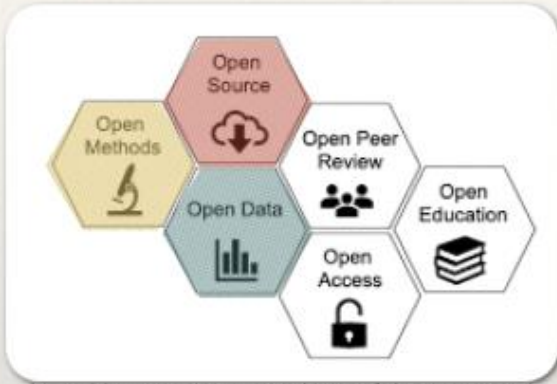 Open
Source
Open
Methods
Open Peer
Review
Open Data
Open
Education
Open
Access